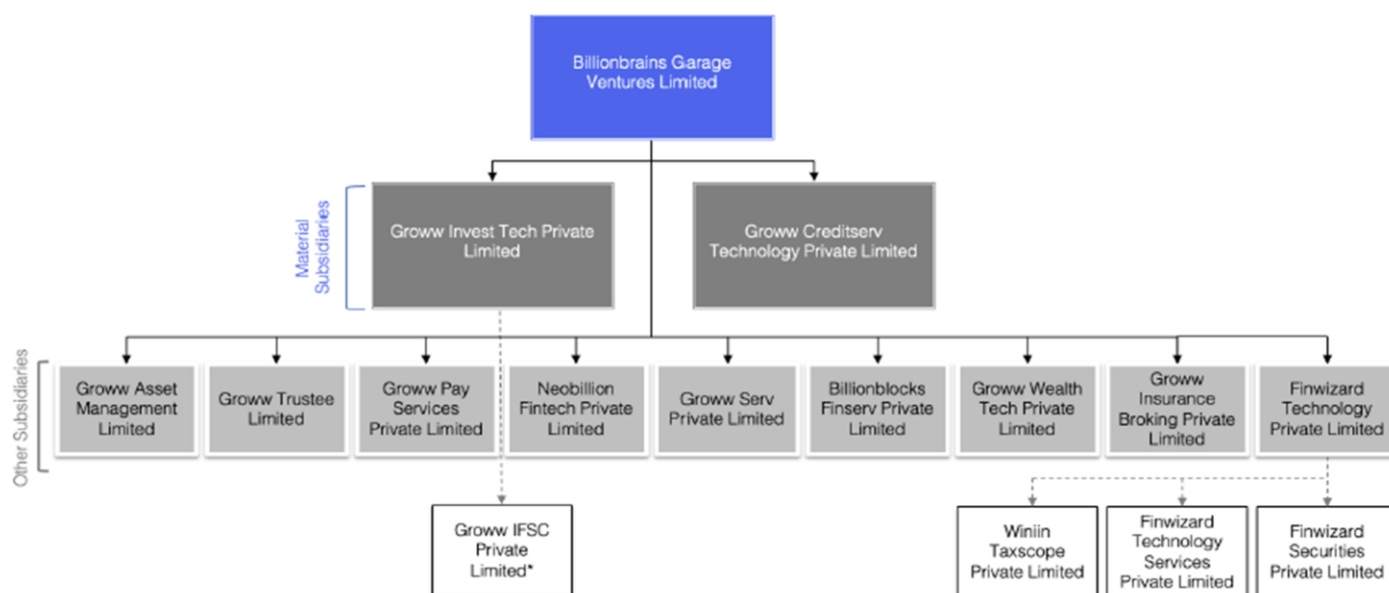 Billionbrains Garage
Ventures Limited
Material
Subsidiaries
Groww Invest Tech Private
Limited
Groww Creditserv
Technology Private Limited
Other Subsidiaries
Groww Asset
Management
Limited
Groww Trustee
Limited
Groww Pay
Services
Private Limited
Neobillion
Fintech Private
Limited
Groww Serv
Private Limited
Billionblocks
Finserv Private
Limited
Groww Wealth
Tech Private
Limited
Groww
Insurance
Broking Private
Limited
Finwizard
Technology
Private Limited
Groww IFSC
Private
Limited*
Winiin
Taxscope
Private Limited
Finwizard
Technology
Services
Private Limited
Finwizard
Securities
Private Limited